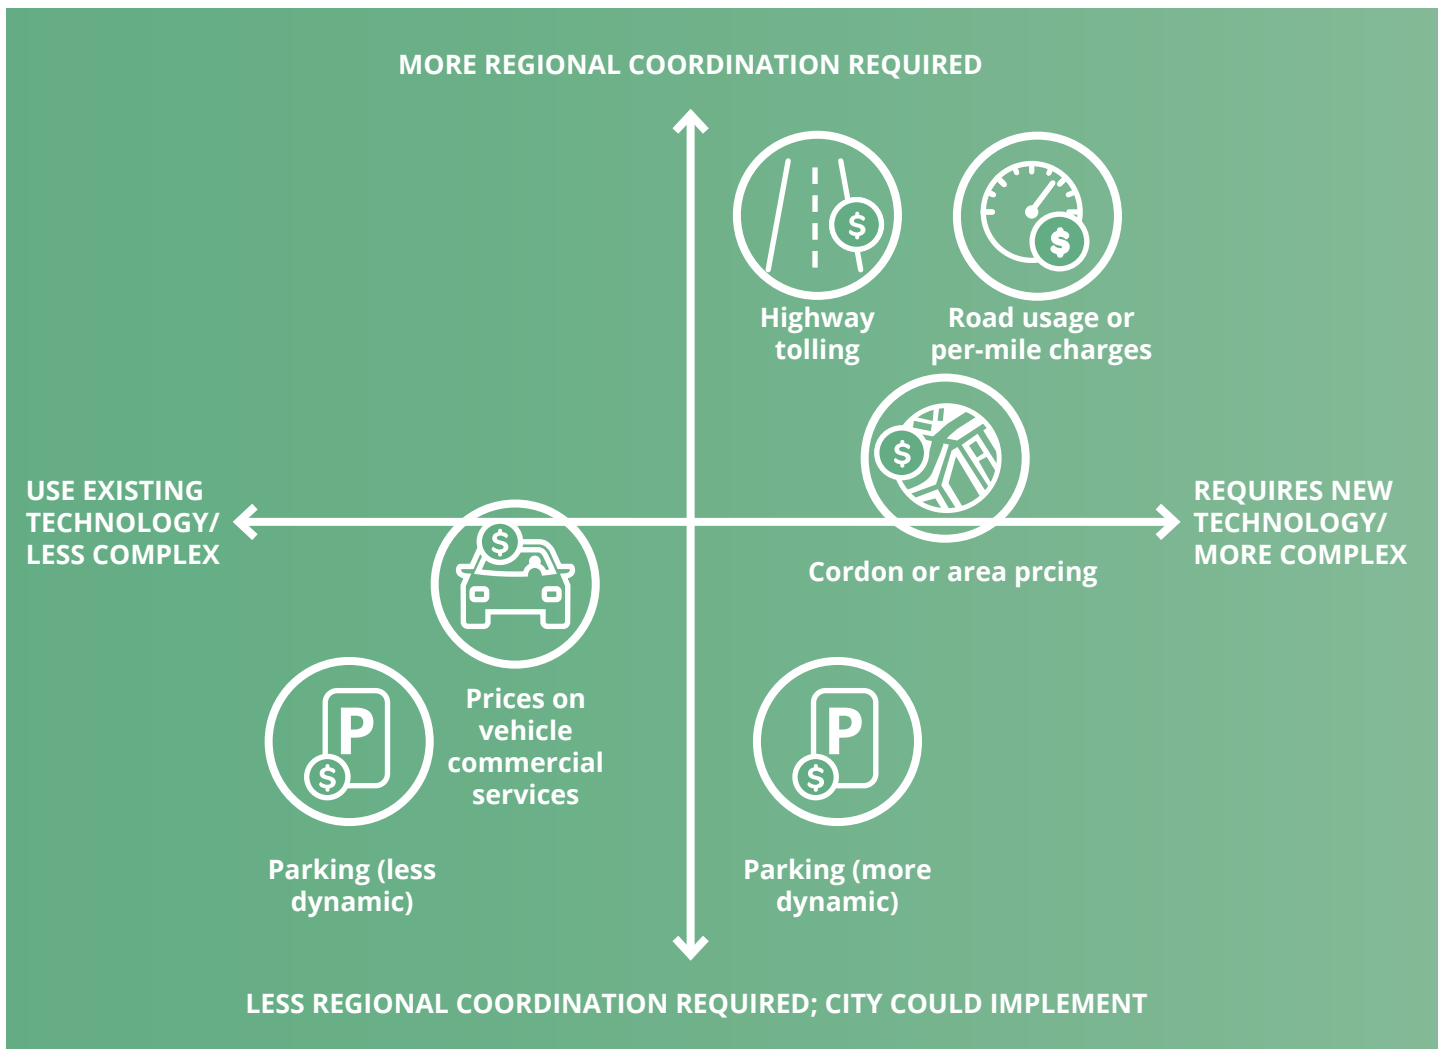 MORE REGIONAL COORDINATION REQUIRED
$
$
Highway
tolling
Road usage or
per-mile charges
$
USE EXISTING
TECHNOLOGY/
LESS COMPLEX
REQUIRES NEW
TECHNOLOGY/
MORE COMPLEX
$
Cordon or area prcing
Prices on
vehicle
commercial
services
P
$
P
$
Parking (less
dynamic)
Parking (more
dynamic)
LESS REGIONAL COORDINATION REQUIRED; CITY COULD IMPLEMENT